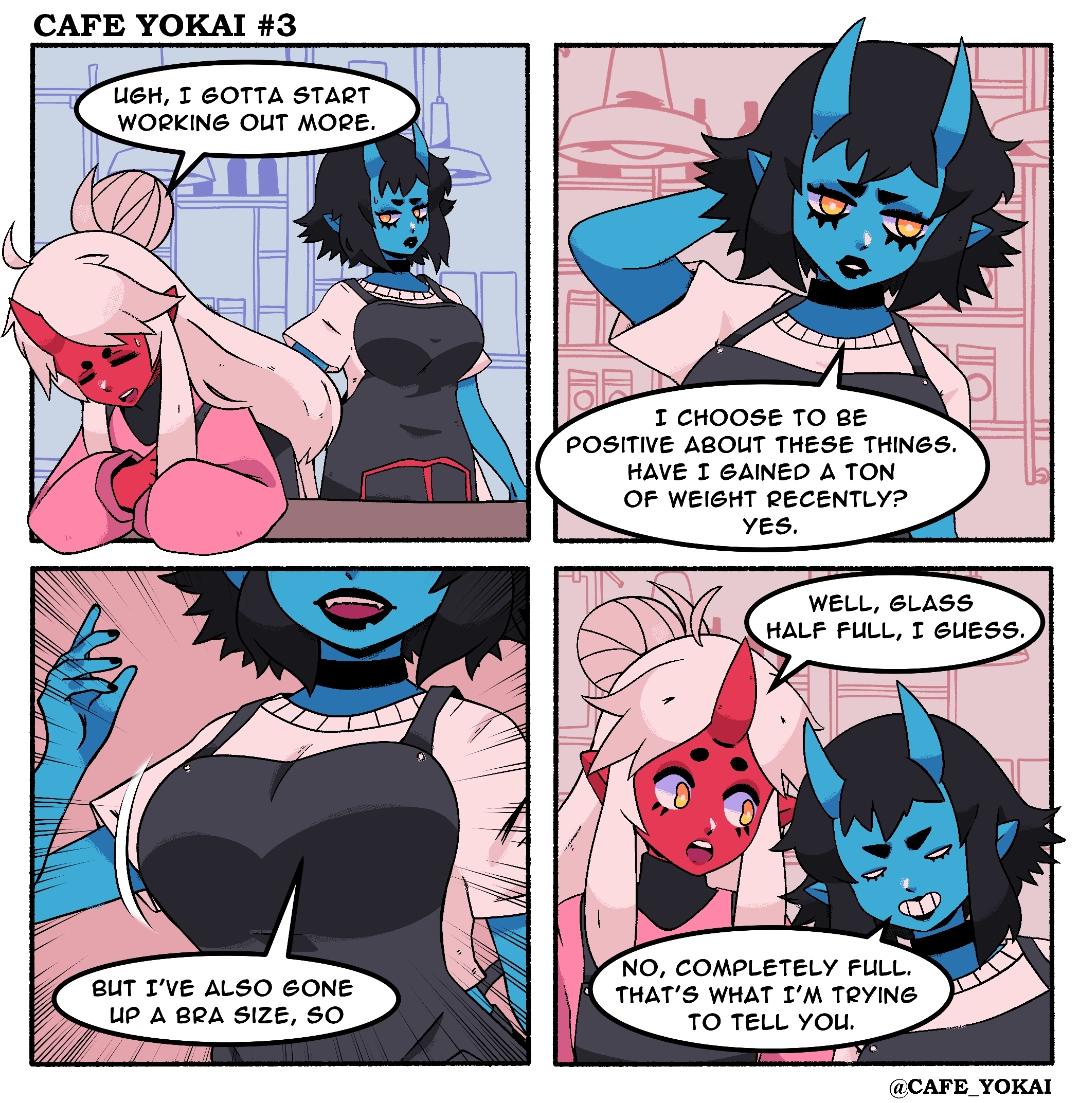 CAFE YOKAI #3
UGH, I GOTTA START
WORKING OUT MORE.
I CHOOSE TO BE
POSITIVE ABOUT THESE THINGS.
HAVE I GAINED A TON
OF WEIGHT RECENTLY?
YES.
BUT I'VE ALSO GONE
UP A BRA SIZE, SO
WELL, GLASS
HALF FULL, I GUESS.
NO, COMPLETELY FULL.
THAT'S WHAT I'M TRYING
TO TELL YOU.
@CAFE_YOKAI